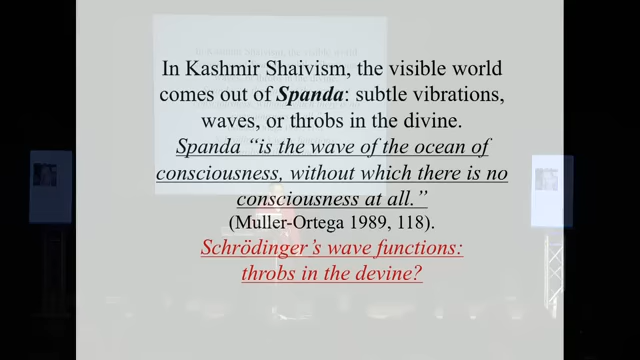 In Kashmir Shaivism, the visible world
comes out of Spanda: subtle vibrations,
waves, or throbs in the divine.
Spanda “is the wave of the ocean of
consciousness, without which there is no
consciousness at all.”
(Muller-Ortega 1989, 118).
Schrödinger’s wave functions:
throbs in the devine?